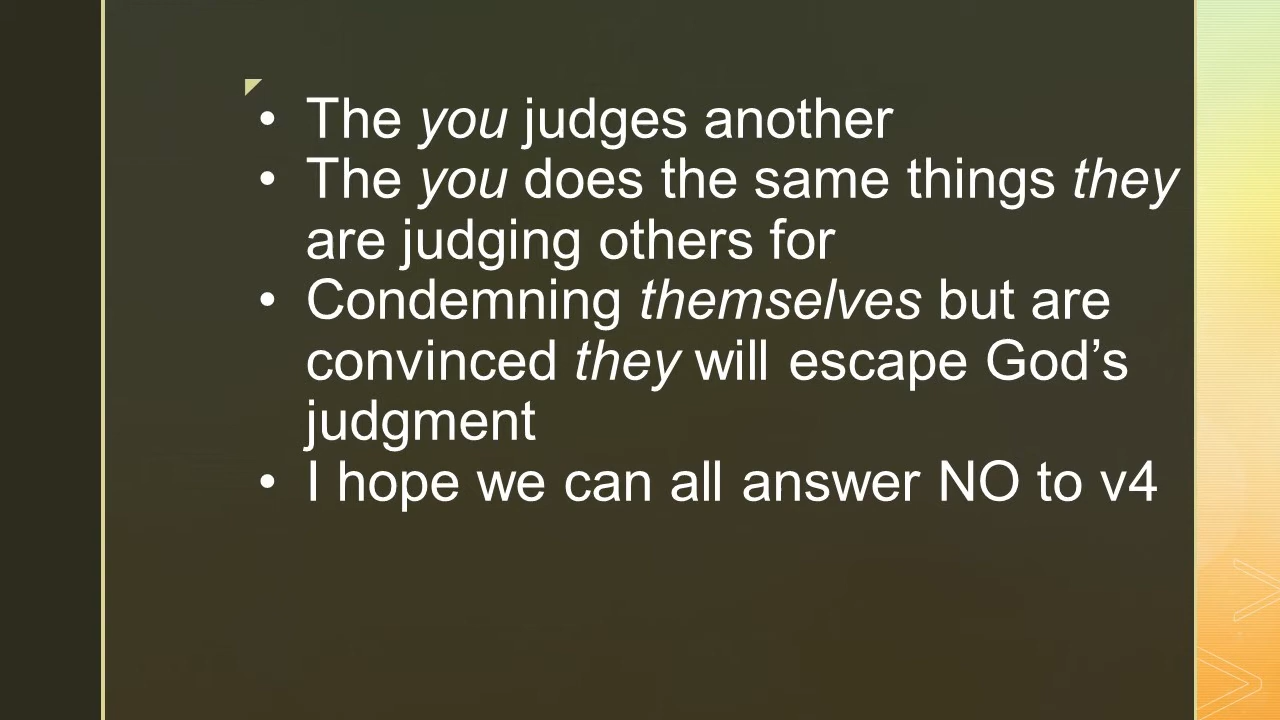 • The you judges another
• The you does the same things they
are judging others for
• Condemning themselves but are
convinced they will escape God’s
judgment
• I hope we can all answer NO to v4